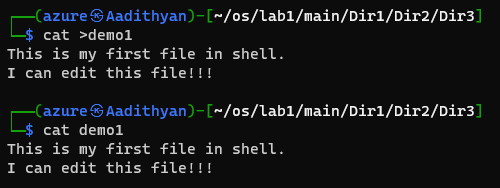 ┌──(azure㉿Aadithyan)-[~/os/lab1/main/Dir1/Dir2/Dir3]
└─$ cat >demo1
This is my first file in shell.
I can edit this file!!!
┌──(azure㉿Aadithyan)-[~/os/lab1/main/Dir1/Dir2/Dir3]
└─$ cat demo1
This is my first file in shell.
I can edit this file!!!